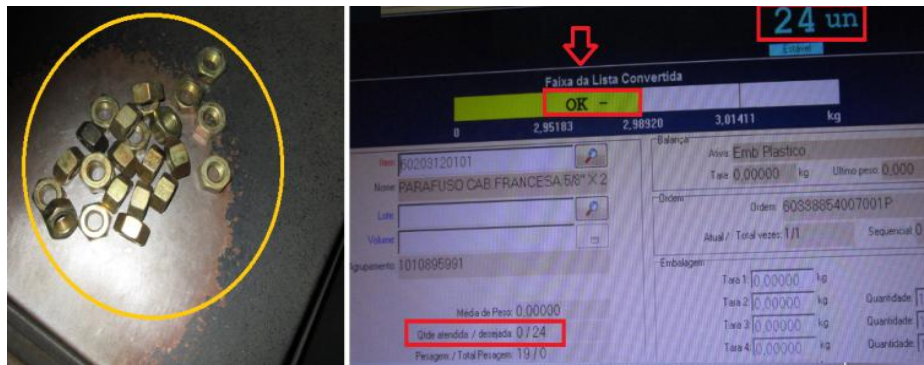 24 un
Estável
Faixa da Lista Convertida
OK -
0 2,95183 2,98920 3,01411 kg
Item 60203120101
Nome PARAFUSO CAB.FRANCESA 5/8" X 2
Lote
Volume
Agrupamento 1010895991
Média de Peso: 0,00000
Qtde atendida / desejada: 0/24
Pesagem / Total Pesagem: 19/0
Balança
Ativa: Emb Plastico
Tara 0,00000 kg Ultimo peso: 0,000
Ordem
Ordem: 60338854007001P
Atual / Total vezes: 1/1 Sequencial: 0
Embalagem
Tara 1: 0,00000 kg
Tara 2: 0,00000 kg Quantidade:
Tara 3: 0,00000 kg Quantidade:
Tara 4: 0,00000 kg Quantidade: